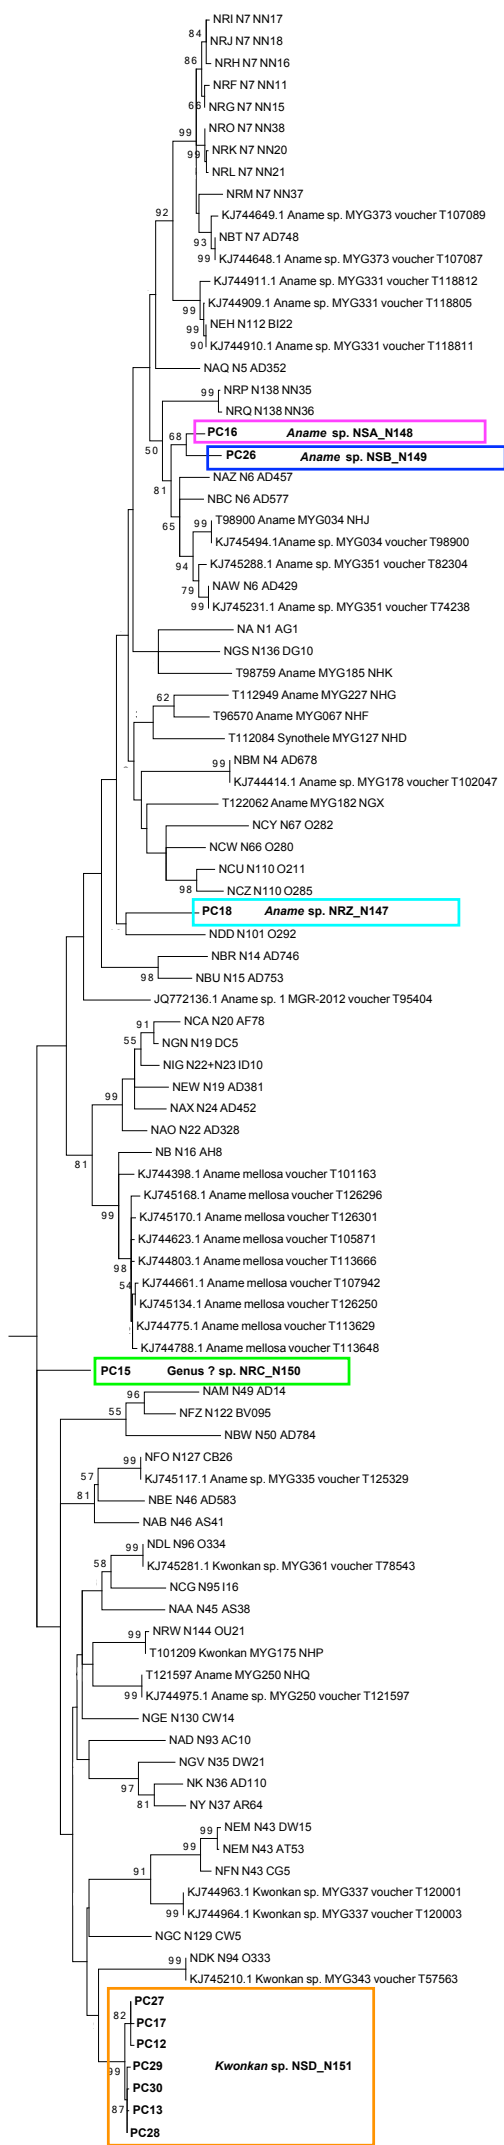 NRI N7 NN17
84
NRJ N7 NN18
86
NRH N7 NN16
NRF N7 NN11
66
NRG N7 NN15
NRO N7 NN38
99
NRK N7 NN20
99
NRL N7 NN21
NRM N7 NN37
92
KJ744649.1 Aname sp. MYG373 voucher T107089
NBT N7 AD748
93
KJ744648.1 Aname sp. MYG373 voucher T107087
99
KJ744911.1 Aname sp. MYG331 voucher T118812
KJ744909.1 Aname sp. MYG331 voucher T118805
99
NEH N112 BI22
99
KJ744910.1 Aname sp. MYG331 voucher T118811
90
NAQ N5 AD352
NRP N138 NN35
99
NRQ N138 NN36
PC16 Aname sp. NSA_N148
68
50
PC26 Aname sp. NSB_N149
NAZ N6 AD457
81
NBC N6 AD577
T98900 Aname MYG034 NHJ
65
99
KJ745494.1Aname sp. MYG034 voucher T98900
KJ745288.1 Aname sp. MYG351 voucher T82304
94
NAW N6 AD429
79
KJ745231.1 Aname sp. MYG351 voucher T74238
99
NA N1 AG1
NGS N136 DG10
T98759 Aname MYG185 NHK
T112949 Aname MYG227 NHG
62
T96570 Aname MYG067 NHF
T112084 Synothele MYG127 NHD
NBM N4 AD678
99
KJ744414.1 Aname sp. MYG178 voucher T102047
T122062 Aname MYG182 NGX
NCY N67 O282
NCW N66 O280
NCU N110 O211
NCZ N110 O285
98
PC18 Aname sp. NRZ_N147
NDD N101 O292
NBR N14 AD746
NBU N15 AD753
98
JQ772136.1 Aname sp. 1 MGR-2012 voucher T95404
NCA N20 AF78
91
NGN N19 DC5
55
NIG N22+N23 ID10
NEW N19 AD381
99
NAX N24 AD452
NAO N22 AD328
NB N16 AH8
81
KJ744398.1 Aname mellosa voucher T101163
KJ745168.1 Aname mellosa voucher T126296
99
KJ745170.1 Aname mellosa voucher T126301
KJ744623.1 Aname mellosa voucher T105871
KJ744803.1 Aname mellosa voucher T113666
98
KJ744661.1 Aname mellosa voucher T107942
54
KJ745134.1 Aname mellosa voucher T126250
KJ744775.1 Aname mellosa voucher T113629
KJ744788.1 Aname mellosa voucher T113648
PC15 Genus ? sp. NRC_N150
NAM N49 AD14
96
NFZ N122 BV095
55
NBW N50 AD784
NFO N127 CB26
99
KJ745117.1 Aname sp. MYG335 voucher T125329
57
NBE N46 AD583
81
NAB N46 AS41
NDL N96 O334
99
KJ745281.1 Kwonkan sp. MYG361 voucher T78543
58
NCG N95 I16
NAA N45 AS38
NRW N144 OU21
99
T101209 Kwonkan MYG175 NHP
T121597 Aname MYG250 NHQ
KJ744975.1 Aname sp. MYG250 voucher T121597
99
NGE N130 CW14
NAD N93 AC10
NGV N35 DW21
97
NK N36 AD110
NY N37 AR64
81
NEM N43 DW15
99
NEM N43 AT53
99
NFN N43 CG5
91
KJ744963.1 Kwonkan sp. MYG337 voucher T120001
KJ744964.1 Kwonkan sp. MYG337 voucher T120003
99
NGC N129 CW5
NDK N94 O333
99
KJ745210.1 Kwonkan sp. MYG343 voucher T57563
PC27
82
PC17
PC12
PC29 Kwonkan sp. NSD_N151
99
PC30
PC13
87
PC28